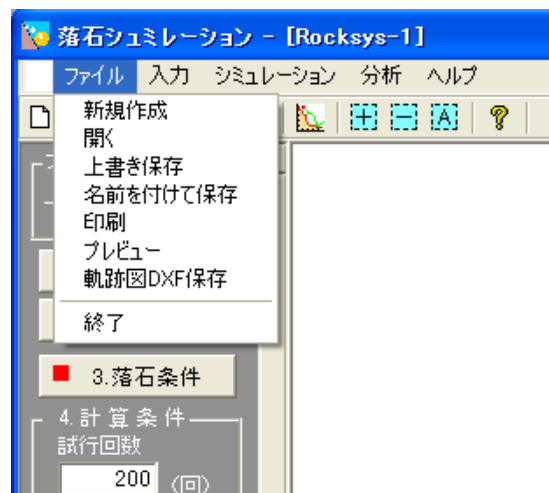 落石シュミレーション - [Rocksys-1]
ファイル 入力 シミュレーション 分析 ヘルプ
新規作成
開く
上書き保存
名前を付けて保存
印刷
プレビュー
軌跡図DXF保存
終了
3.落石条件
4.計算条件
試行回数
200 (回)